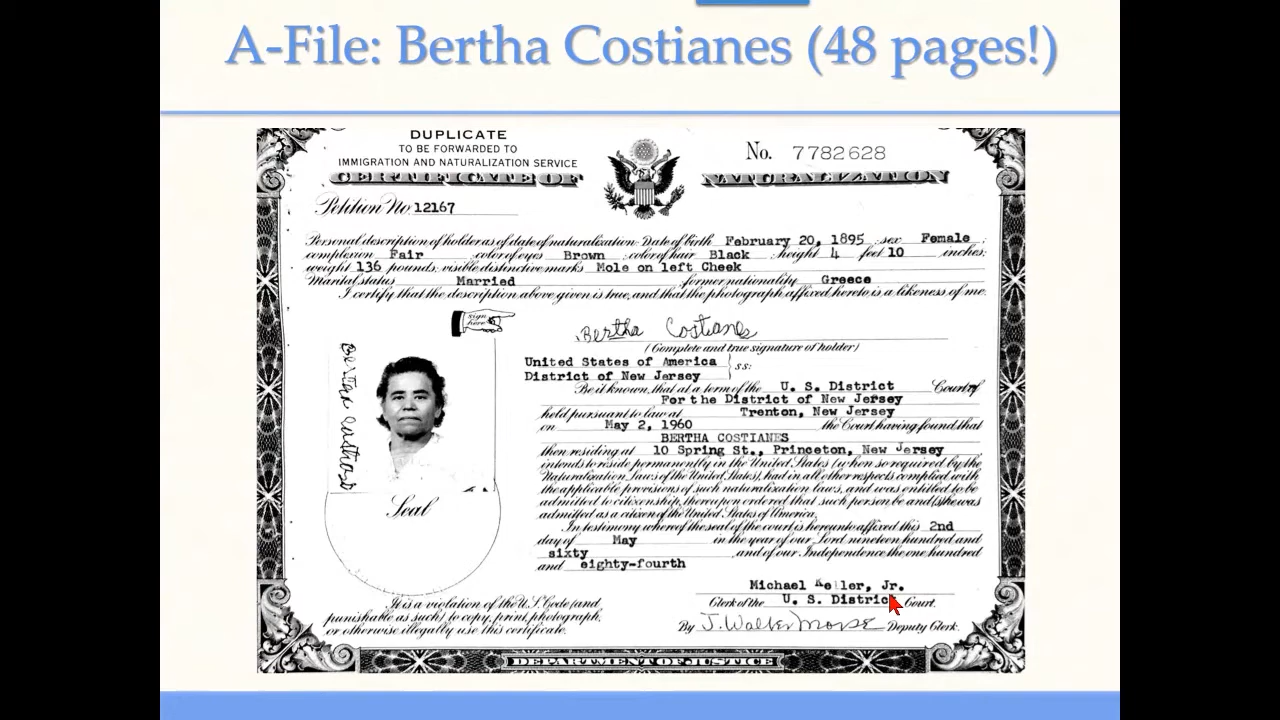 A-File: Bertha Costianes (48 pages!)
DUPLICATE
TO BE FORWARDED TO
IMMIGRATION AND NATURALIZATION SERVICE
No. 7782628
CERTIFICATE OF NATURALIZATION
Petition No. 12167
Personal description of holder as of date of naturalization: Date of birth February 20, 1895 sex Female
complexion Fair color of eyes Brown color of hair Black height 4 feet 10 inches;
weight 136 pounds; visible distinctive marks Mole on left Cheek
Marital status Married former nationality Greece
I certify that the description above given is true, and that the photograph affixed hereto is a likeness of me.
sign here
Bertha Costianes
(Complete and true signature of holder)
Bertha Costianes
United States of America
District of New Jersey
ss:
Be it known, that at a term of the U. S. District Court of
For the District of New Jersey
held pursuant to law at Trenton, New Jersey
on May 2, 1960 the Court having found that
BERTHA COSTIANES
then residing at 10 Spring St., Princeton, New Jersey
intends to reside permanently in the United States (when so required by the
Naturalization Laws of the United States), had in all other respects complied with
the applicable provisions of such naturalization laws, and was entitled to be
admitted to citizenship, thereupon ordered that such person be and (s)he was
admitted as a citizen of the United States of America.
Seal
In testimony whereof the seal of the court is hereunto affixed this 2nd
day of May in the year of our Lord nineteen hundred and
sixty and of our Independence the one hundred
and eighty-fourth
Michael Keller, Jr.
Clerk of the U. S. District Court.
By J. Walter Morse Deputy Clerk.
It is a violation of the U.S. Code (and
punishable as such) to copy, print, photograph,
or otherwise illegally use this certificate.
DEPARTMENT OF JUSTICE